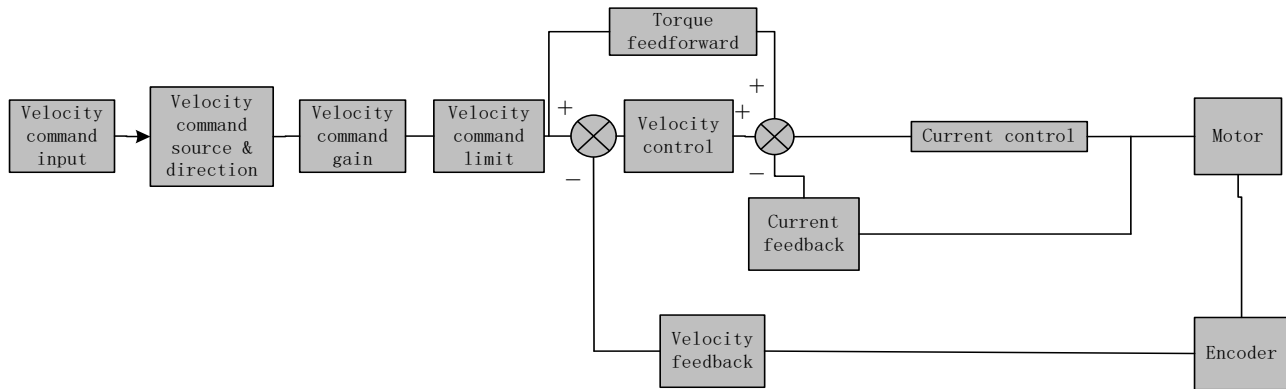 Torque
feedforward
Velocity
command
input
Velocity
command
source &
direction
Velocity
command
gain
Velocity
command
limit
+
−
Velocity
control
+
+
−
Current control
Motor
Current
feedback
Velocity
feedback
Encoder